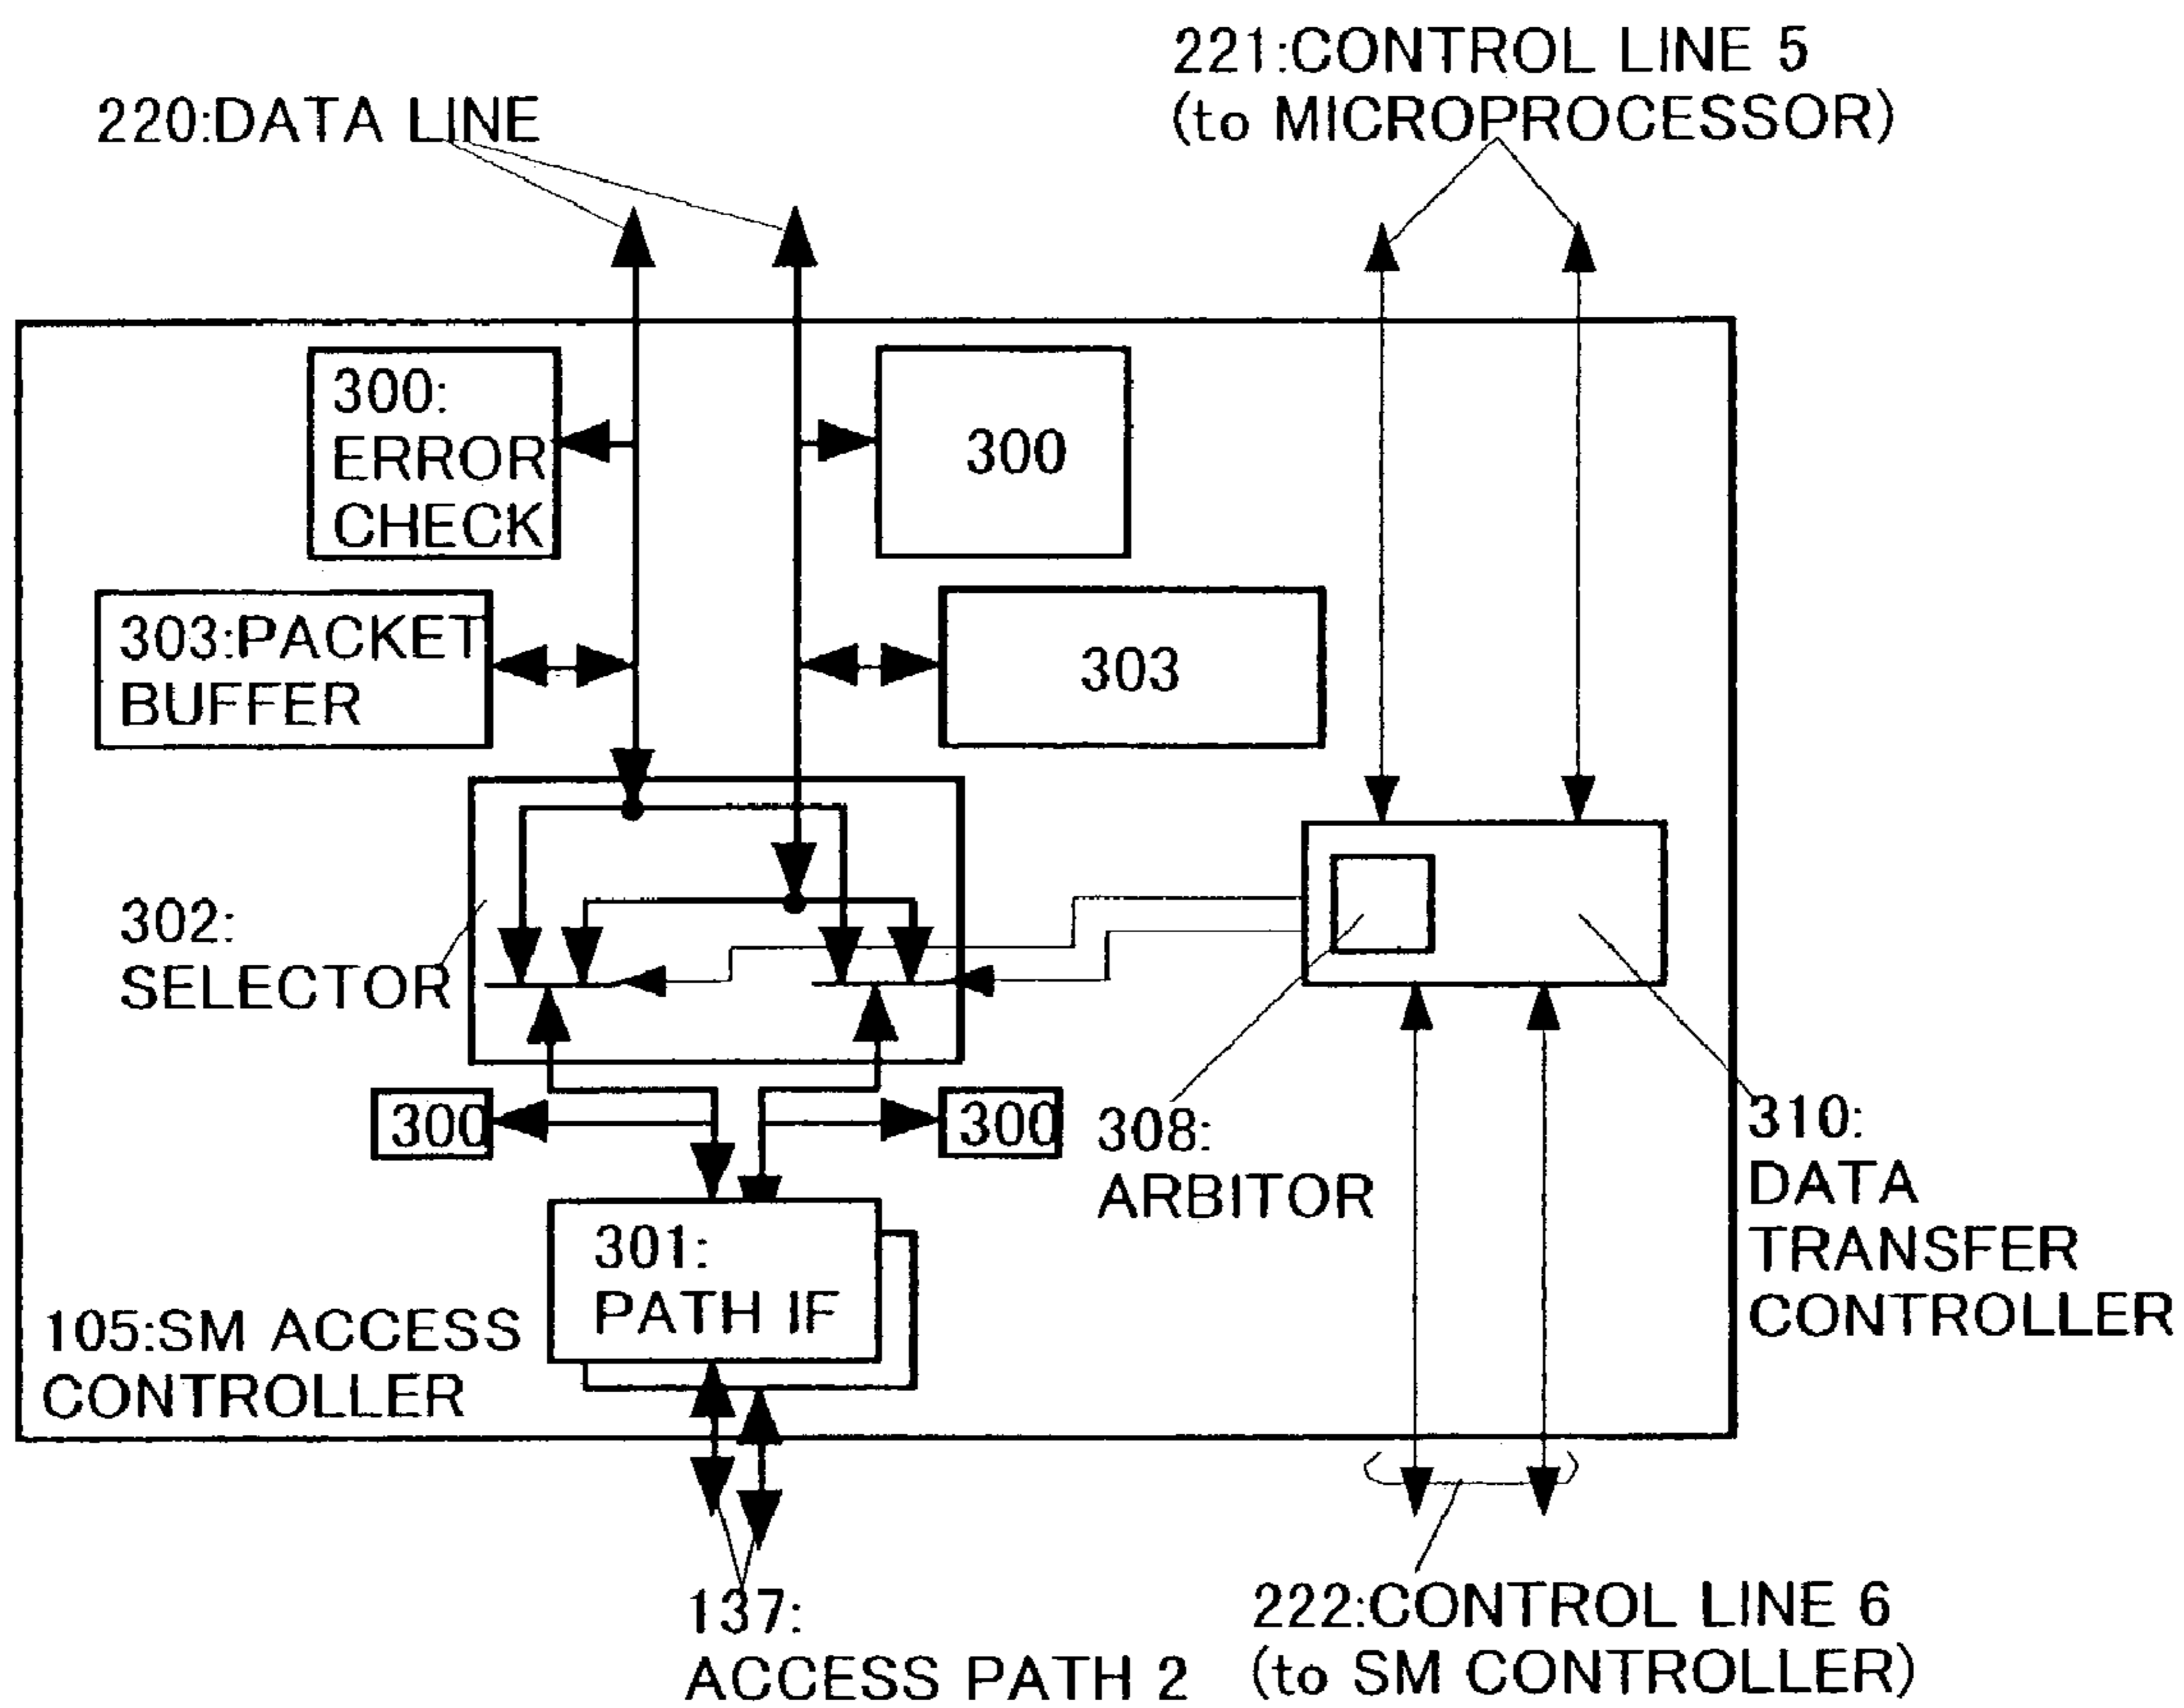 221:CONTROL LINE 5
(to MICROPROCESSOR)
220:DATA LINE
300:
ERROR
CHECK
300
303:PACKET
BUFFER
303
302:
SELECTOR
300
300
308:
ARBITOR
310:
DATA
TRANSFER
CONTROLLER
301:
PATH IF
105:SM ACCESS
CONTROLLER
137:
ACCESS PATH 2
222:CONTROL LINE 6
(to SM CONTROLLER)